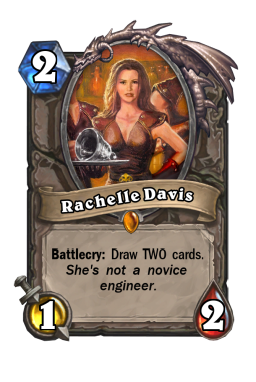 2
Rachelle Davis
Battlecry: Draw TWO cards.
She's not a novice
engineer.
1
2